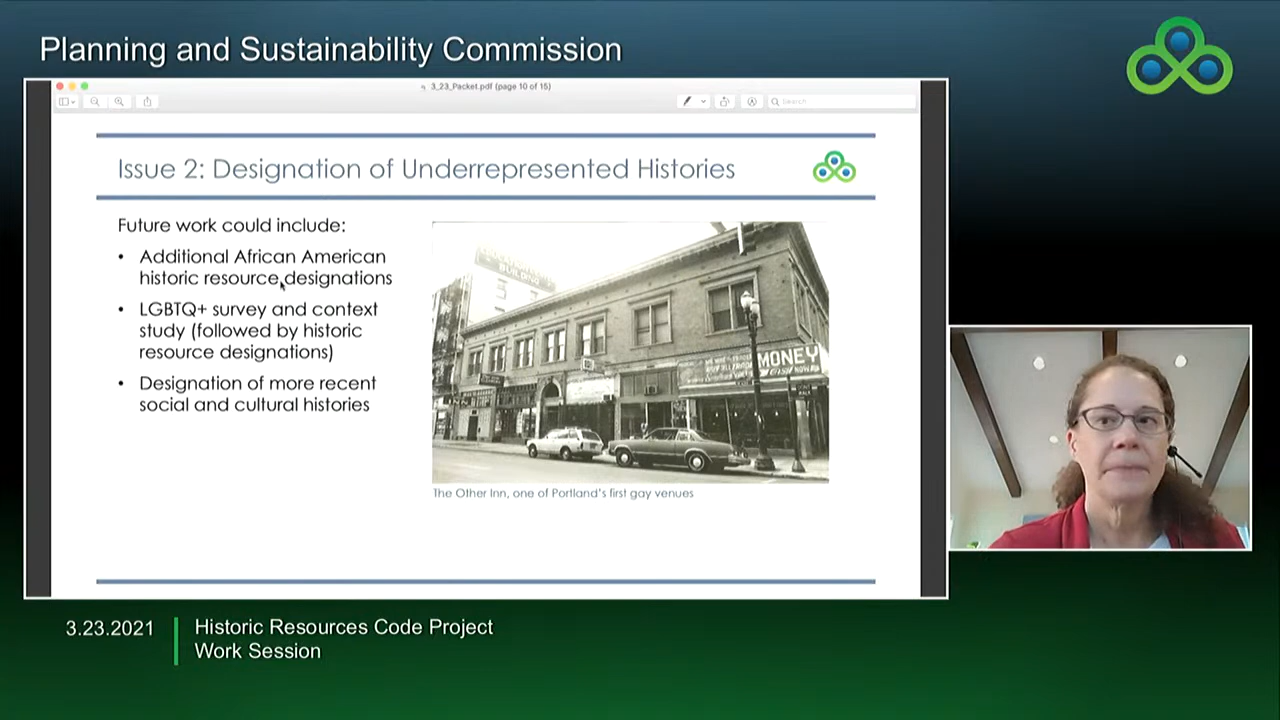 Planning and Sustainability Commission
3_23_Packet.pdf (page 10 of 15)
Search
Issue 2: Designation of Underrepresented Histories
Future work could include:
• Additional African American
historic resource designations
• LGBTQ+ survey and context
study (followed by historic
resource designations)
• Designation of more recent
social and cultural histories
BUILDING
MONEY
The Other Inn, one of Portland's first gay venues
3.23.2021
Historic Resources Code Project
Work Session